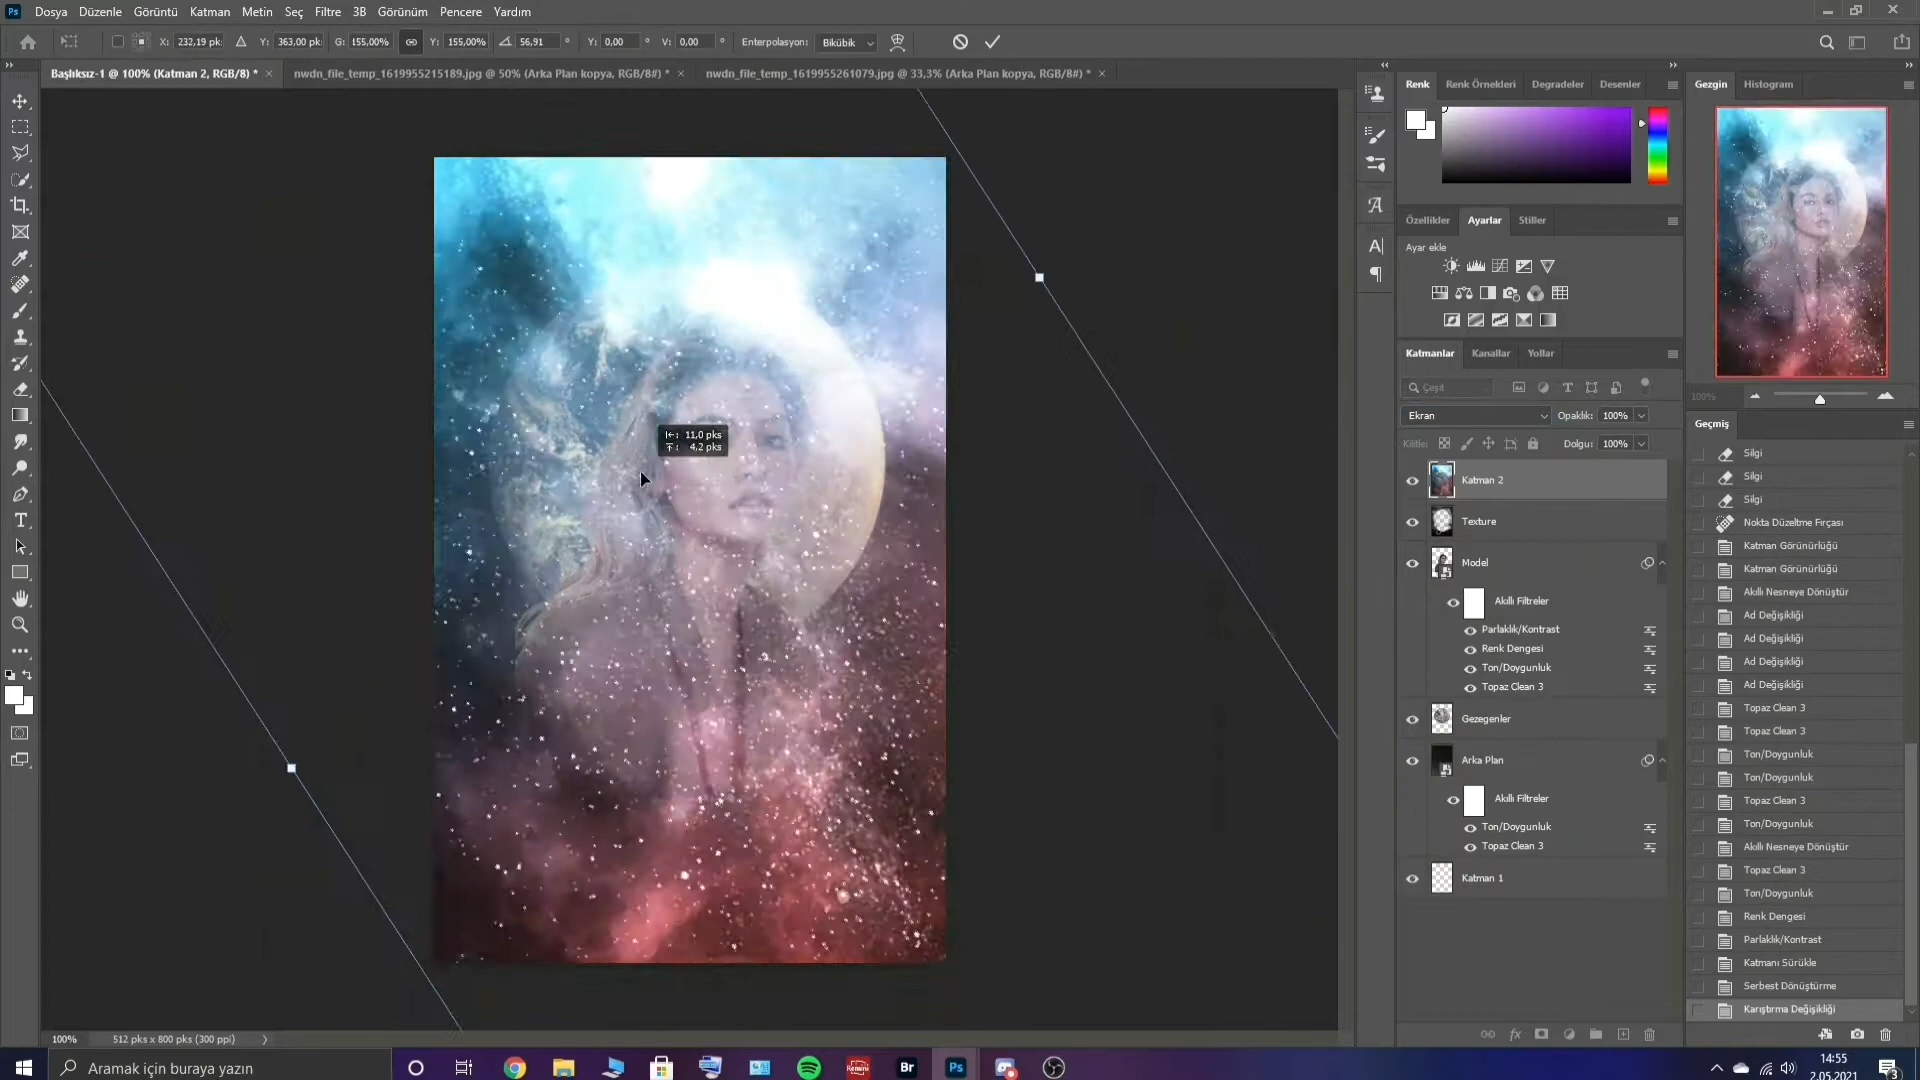 Ps Dosya Düzenle Görüntü Katman Metin Seç Filtre 3B Görünüm Pencere Yardım
X: 232,19 pk: Y: 363,00 pk: G: 155,00% Y: 155,00% 56,91 ° Y: 0,00 ° V: 0,00 ° Enterpolasyon: Bikübik
Başlıksız-1 @ 100% (Katman 2, RGB/8) * nwdn_file_temp_1619955215189.jpg @ 50% (Arka Plan kopya, RGB/8#) * nwdn_file_temp_1619955261079.jpg @ 33,3% (Arka Plan kopya, RGB/8#) *
Renk Renk Örnekleri Degradeler Desenler
Gezgin Histogram
Özellikler Ayarlar Stiller
Ayar ekle
Katmanlar Kanallar Yollar
Çeşit
100%
Ekran Opaklık: 100%
Kilitle: Dolgu: 100%
Katman 2
Texture
Model
Akıllı Filtreler
Parlaklık/Kontrast
Renk Dengesi
Ton/Doygunluk
Topaz Clean 3
Gezegenler
Arka Plan
Akıllı Filtreler
Ton/Doygunluk
Topaz Clean 3
Katman 1
Geçmiş
Silgi
Silgi
Silgi
Nokta Düzeltme Fırçası
Katman Görünürlüğü
Katman Görünürlüğü
Akıllı Nesneye Dönüştür
Ad Değişikliği
Ad Değişikliği
Ad Değişikliği
Ad Değişikliği
Topaz Clean 3
Topaz Clean 3
Ton/Doygunluk
Ton/Doygunluk
Topaz Clean 3
Ton/Doygunluk
Akıllı Nesneye Dönüştür
Topaz Clean 3
Ton/Doygunluk
Renk Dengesi
Parlaklık/Kontrast
Katmanı Sürükle
Serbest Dönüştürme
Karıştırma Değişikliği
11,0 pks
4,2 pks
100% 512 pks x 800 pks (300 ppi)
Aramak için buraya yazın
Br Ps
14:55
2.05.2021
3